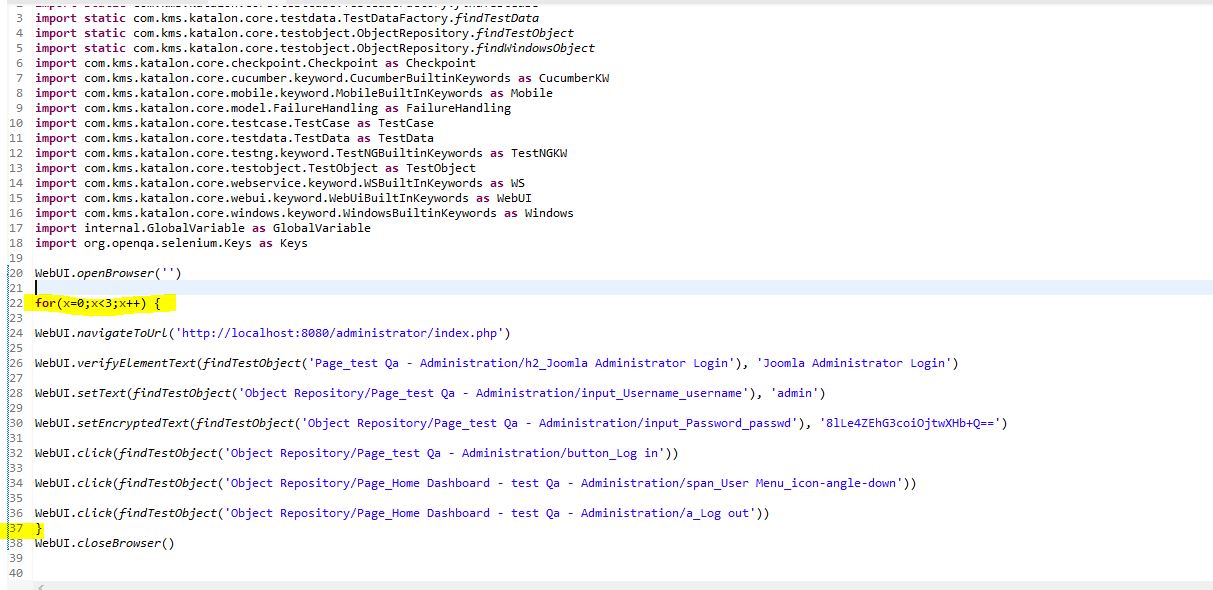 3 import static com.kms.katalon.core.testdata.TestDataFactory.findTestData
4 import static com.kms.katalon.core.testobject.ObjectRepository.findTestObject
5 import static com.kms.katalon.core.testobject.ObjectRepository.findWindowsObject
6 import com.kms.katalon.core.checkpoint.Checkpoint as Checkpoint
7 import com.kms.katalon.core.cucumber.keyword.CucumberBuiltinKeywords as CucumberKW
8 import com.kms.katalon.core.mobile.keyword.MobileBuiltInKeywords as Mobile
9 import com.kms.katalon.core.model.FailureHandling as FailureHandling
10 import com.kms.katalon.core.testcase.TestCase as TestCase
11 import com.kms.katalon.core.testdata.TestData as TestData
12 import com.kms.katalon.core.testng.keyword.TestNGBuiltinKeywords as TestNGKW
13 import com.kms.katalon.core.testobject.TestObject as TestObject
14 import com.kms.katalon.core.webservice.keyword.WSBuiltInKeywords as WS
15 import com.kms.katalon.core.webui.keyword.WebUiBuiltInKeywords as WebUI
16 import com.kms.katalon.core.windows.keyword.WindowsBuiltinKeywords as Windows
17 import internal.GlobalVariable as GlobalVariable
18 import org.openqa.selenium.Keys as Keys
19
20 WebUI.openBrowser('')
21
22 for(x=0;x<3;x++) {
23
24 WebUI.navigateToUrl('http://localhost:8080/administrator/index.php')
25
26 WebUI.verifyElementText(findTestObject('Page_test Qa - Administration/h2_Joomla Administrator Login'), 'Joomla Administrator Login')
27
28 WebUI.setText(findTestObject('Object Repository/Page_test Qa - Administration/input_Username_username'), 'admin')
29
30 WebUI.setEncryptedText(findTestObject('Object Repository/Page_test Qa - Administration/input_Password_passwd'), '8lLe4ZEhG3coiOjtwXHb+Q==')
31
32 WebUI.click(findTestObject('Object Repository/Page_test Qa - Administration/button_Log in'))
33
34 WebUI.click(findTestObject('Object Repository/Page_Home Dashboard - test Qa - Administration/span_User Menu_icon-angle-down'))
35
36 WebUI.click(findTestObject('Object Repository/Page_Home Dashboard - test Qa - Administration/a_Log out'))
37 }
38 WebUI.closeBrowser()
39
40